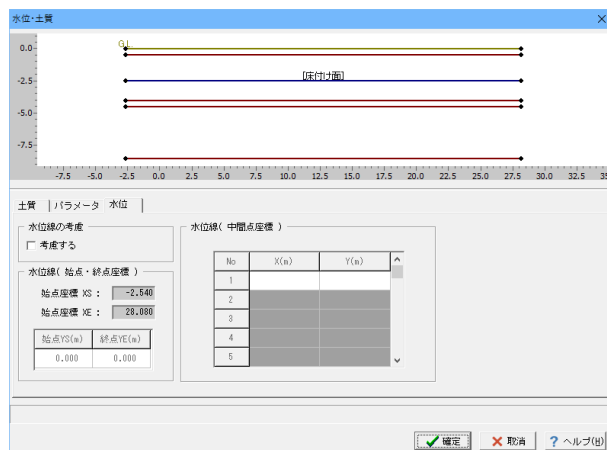 水位・土質
G.L.
[床付け面]
0.0
-2.5
-5.0
-7.5
-7.5 -5.0 -2.5 0.0 2.5 5.0 7.5 10.0 12.5 15.0 17.5 20.0 22.5 25.0 27.5 30.0 32.5 35
土質 パラメータ 水位
水位線の考慮
考慮する
水位線( 始点・終点座標 )
始点座標 XS : -2.540
始点座標 XE : 28.080
始点YS(m) 終点YE(m)
0.000 0.000
水位線( 中間点座標 )
No X(m) Y(m)
1
2
3
4
5
確定 取消 ? ヘルプ(H)